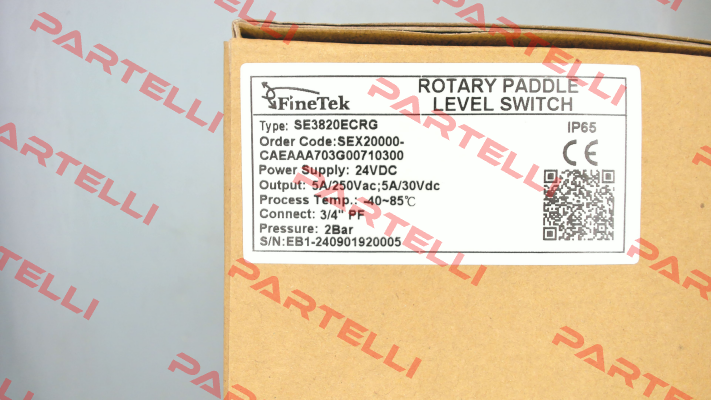 FineTek
ROTARY PADDLE
LEVEL SWITCH
Type: SE3820ECRG
IP65
Order Code:SEX20000-
CAEAAA703G00710300
CE
Power Supply: 24VDC
Output: 5A/250Vac;5A/30Vdc
Process Temp.: -40~85℃
Connect: 3/4" PF
Pressure: 2Bar
S/N:EB1-240901920005
PARTELLI
PARTELLI
PARTELLI
PARTELLI
PARTELLI
PARTELLI
PARTELLI
PARTELLI
PARTELLI